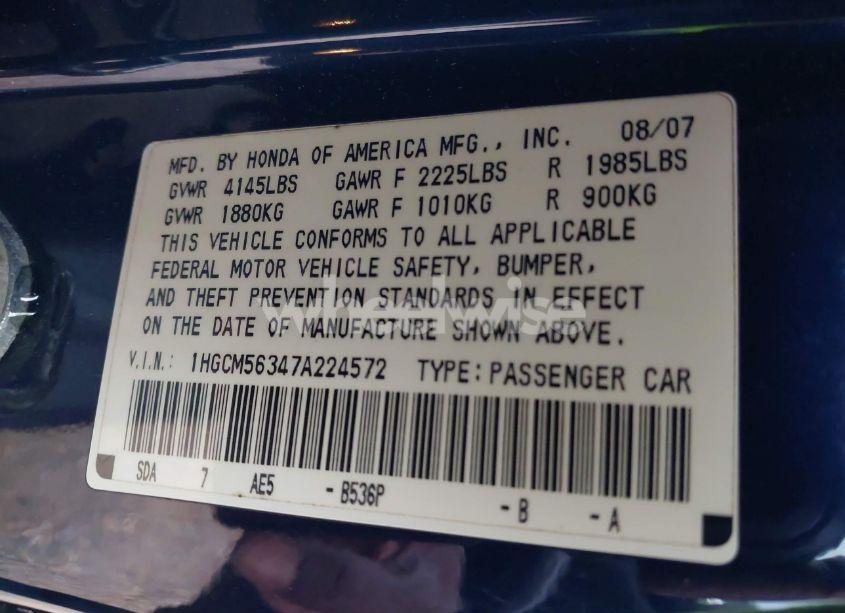 MFD. BY HONDA OF AMERICA MFG., INC. 08/07
GVWR 4145LBS GAWR F 2225LBS R 1985LBS
GVWR 1880KG GAWR F 1010KG R 900KG
THIS VEHICLE CONFORMS TO ALL APPLICABLE
FEDERAL MOTOR VEHICLE SAFETY, BUMPER,
AND THEFT PREVENTION STANDARDS IN EFFECT
ON THE DATE OF MANUFACTURE SHOWN ABOVE.
V.I.N.: 1HGCM56347A224572 TYPE: PASSENGER CAR
SDA 7 AE5 - B536P - B - A
wheelwise